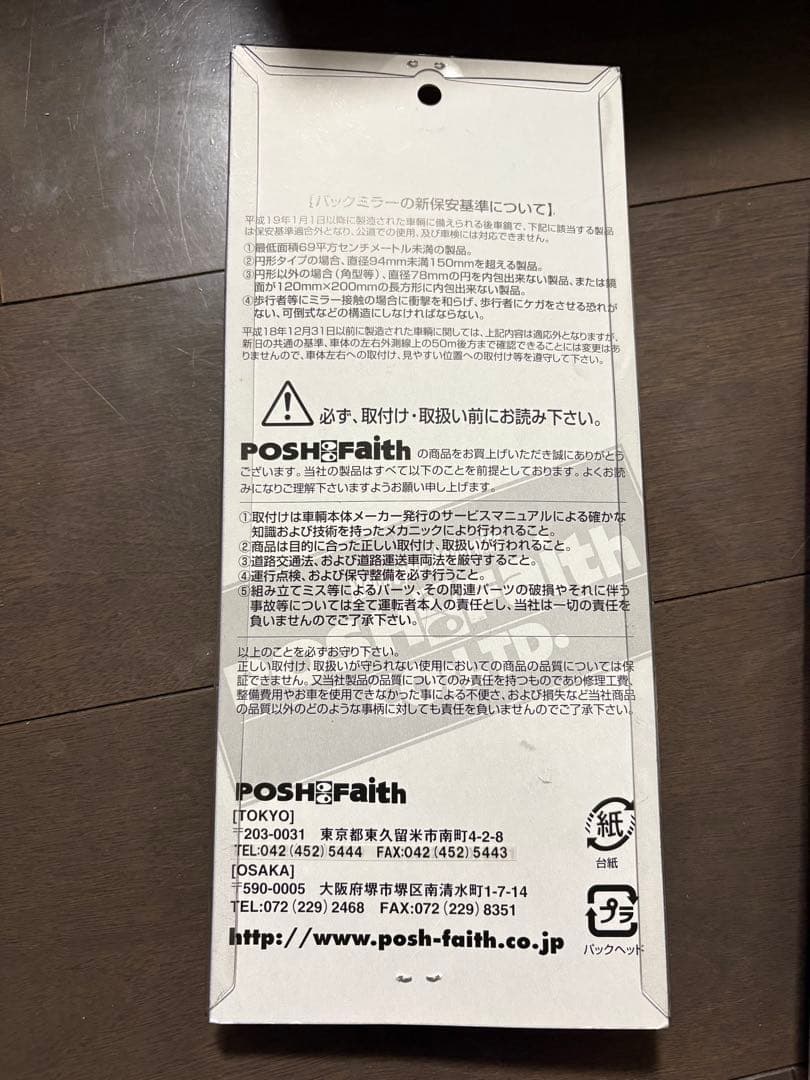 【バックミラーの新保安基準について】
平成19年1月1日以降に製造された車輌に備えられる後車鏡で、下記に該当する製品
は保安基準適合外となり、公道での使用、及び車検には対応できません。
①最低面積69平方センチメートル未満の製品。
②円形タイプの場合、直径94mm未満150mmを超える製品。
③円形以外の場合(角型等)、直径78mmの円を内包出来ない製品、または鏡
面が120mm×200mmの長方形に内包出来ない製品。
④歩行者等にミラー接触の場合に衝撃を和らげ、歩行者にケガをさせる恐れが
ない、可倒式などの構造にしなければならない。
平成18年12月31日以前に製造された車輌に関しては、上記内容は適応外となりますが、
新旧の共通の基準、車体の左右外測線上の50m後方まで確認できることには変更はあ
りませんので、車体左右への取付け、見やすい位置への取付け等を遵守して下さい。
必ず、取付け・取扱い前にお読み下さい。
POSH Faith の商品をお買上げいただき誠にありがとう
ございます。当社の製品はすべて以下のことを前提としております。よくお読
みになりご理解下さいますようお願い申し上げます。
①取付けは車輌本体メーカー発行のサービスマニュアルによる確かな
知識および技術を持ったメカニックにより行われること。
②商品は目的に合った正しい取付け、取扱いが行われること。
③道路交通法、および道路運送車両法を厳守すること。
④運行点検、および保守整備を必ず行うこと。
⑤組み立てミス等によるパーツ、その関連パーツの破損やそれに伴う
事故等については全て運転者本人の責任とし、当社は一切の責任を
負いませんのでご了承下さい。
以上のことを必ずお守り下さい。
正しい取付け、取扱いが守られない使用においての商品の品質については保
証できません。又当社製品の品質についてのみ責任を持つものであり修理工費、
整備費用やお車を使用できなかった事による不便さ、および損失など当社商品
の品質以外のどのような事柄に対しても責任を負いませんのでご了承下さい。
POSH Faith
[TOKYO]
〒203-0031 東京都東久留米市南町4-2-8
TEL:042(452)5444 FAX:042(452)5443
[OSAKA]
〒590-0005 大阪府堺市堺区南清水町1-7-14
TEL:072(229)2468 FAX:072(229)8351
http://www.posh-faith.co.jp
紙
台紙
プラ
パックヘッド